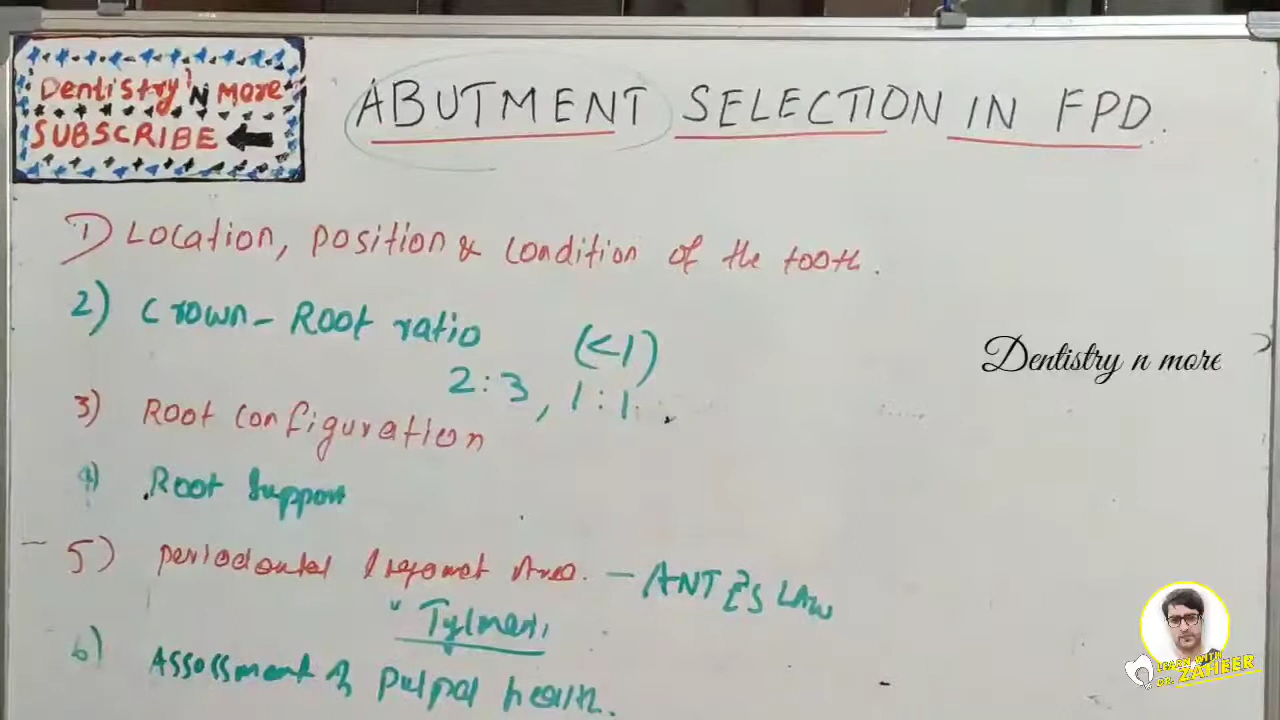 Dentistry 'N More
SUBSCRIBE
ABUTMENT SELECTION IN FPD.
1) Location, position & condition of the tooth.
2) Crown - Root ratio (<1)
2:3, 1:1.
3) Root configuration
4) Root Support
5) periodontal ligament Area. - ANTE'S LAW
" Tylman,
6) Assessment of pulpal health.
Dentistry n more
LEARN WITH
DR. ZAHEER